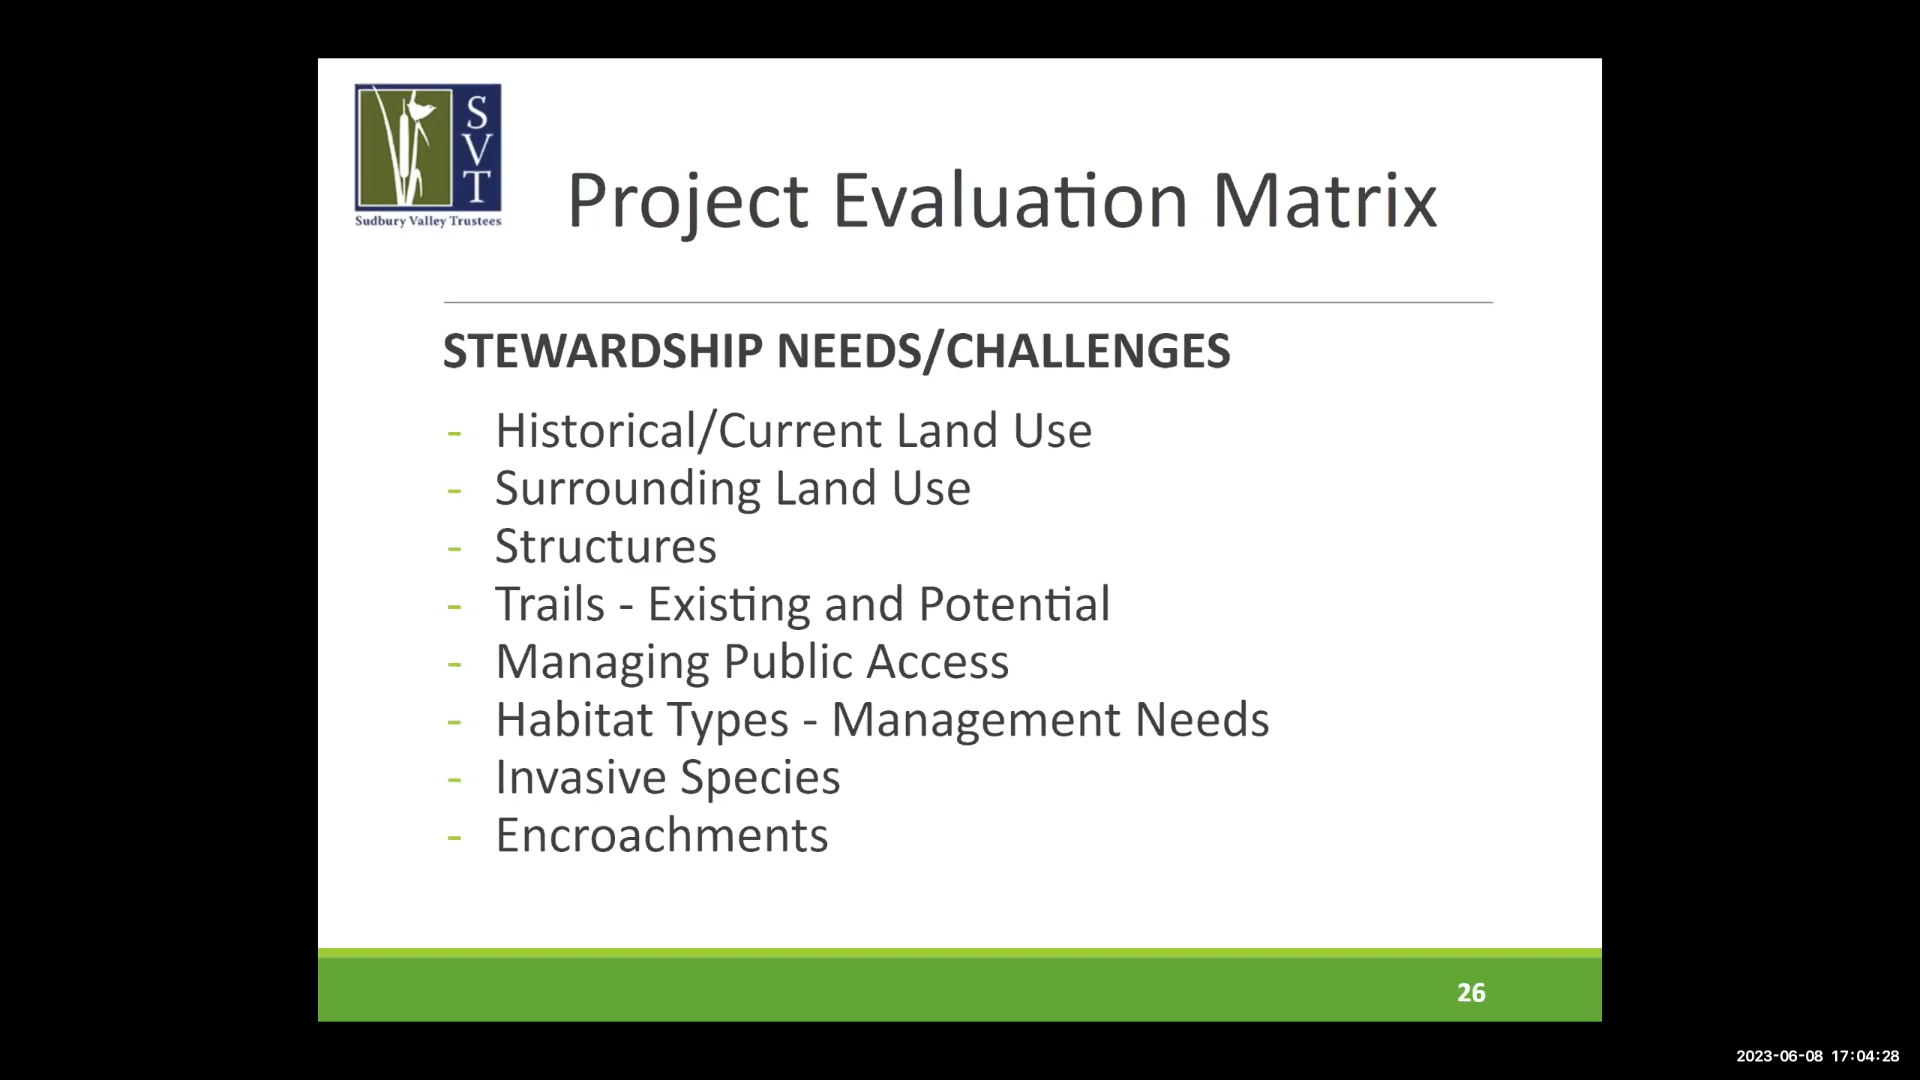 S
V
T
Sudbury Valley Trustees
Project Evaluation Matrix
STEWARDSHIP NEEDS/CHALLENGES
- Historical/Current Land Use
- Surrounding Land Use
- Structures
- Trails - Existing and Potential
- Managing Public Access
- Habitat Types - Management Needs
- Invasive Species
- Encroachments
26
2023-06-08 17:04:28